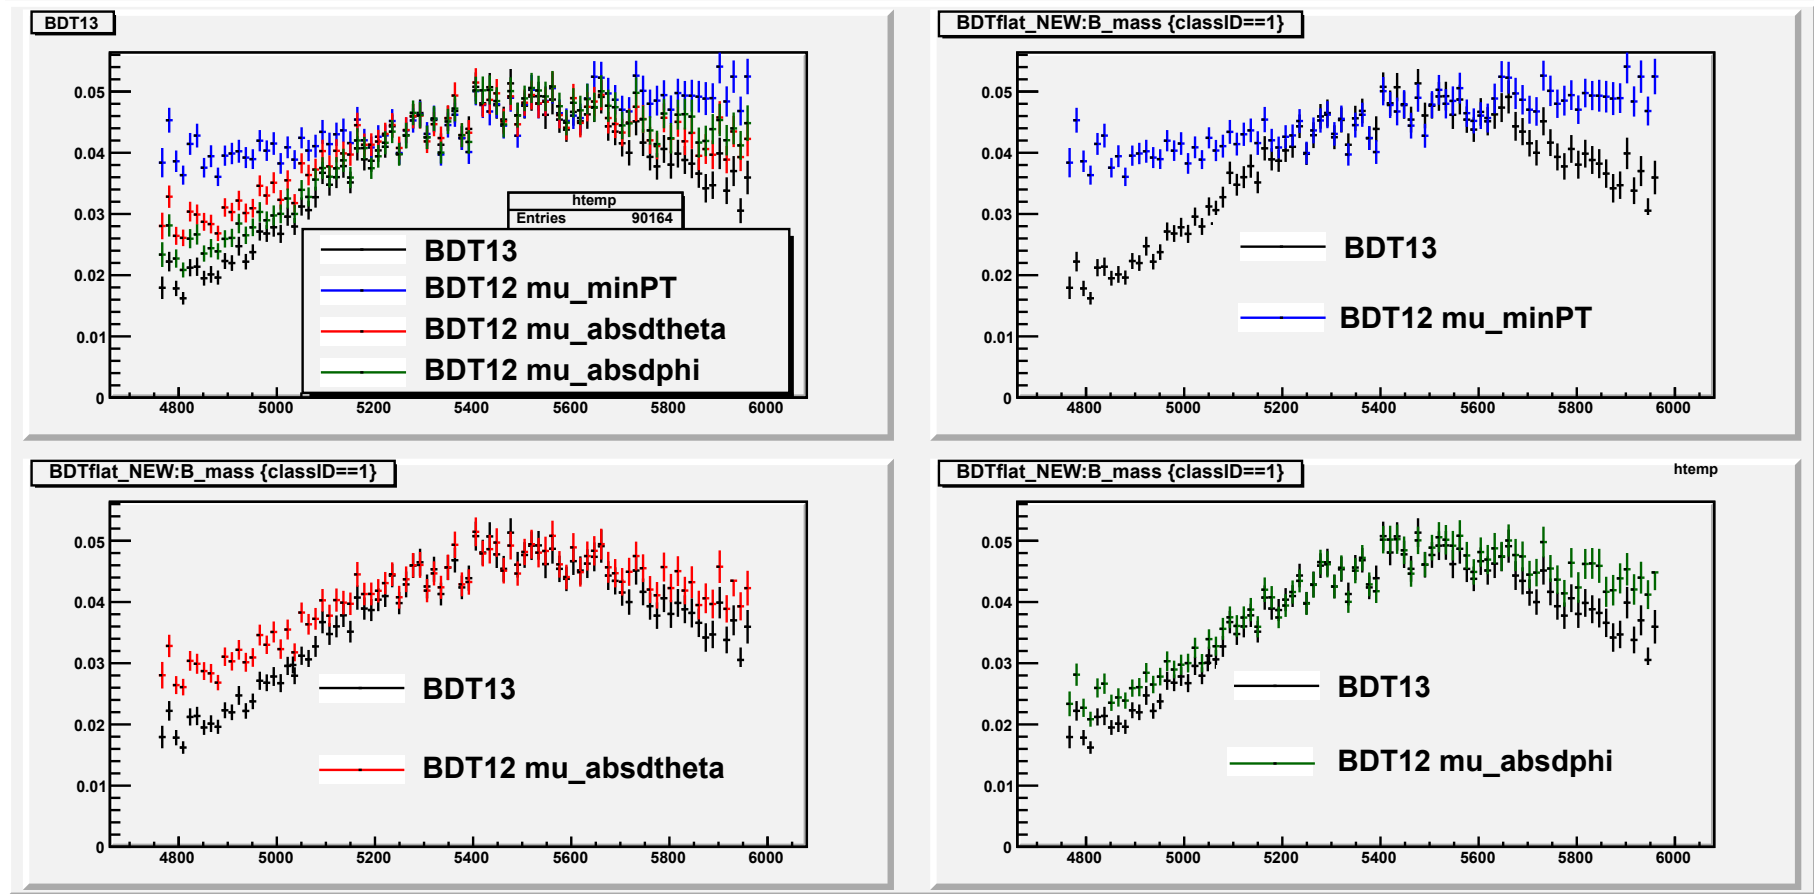 BDT13
0.05
0.04
0.03
0.02
0.01
0
4800 5000 5200 5400 5600 5800 6000
htemp
Entries 90164
BDT13
BDT12 mu_minPT
BDT12 mu_absdtheta
BDT12 mu_absdphi
BDTflat_NEW:B_mass {classID==1}
0.05
0.04
0.03
0.02
0.01
0
4800 5000 5200 5400 5600 5800 6000
BDT13
BDT12 mu_minPT
BDTflat_NEW:B_mass {classID==1}
0.05
0.04
0.03
0.02
0.01
0
4800 5000 5200 5400 5600 5800 6000
BDT13
BDT12 mu_absdtheta
BDTflat_NEW:B_mass {classID==1}
htemp
0.05
0.04
0.03
0.02
0.01
0
4800 5000 5200 5400 5600 5800 6000
BDT13
BDT12 mu_absdphi